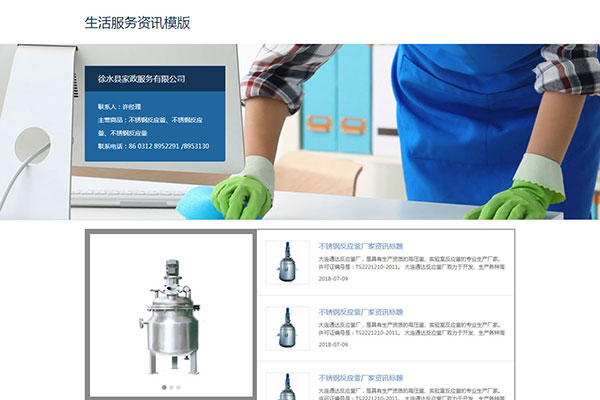 生活服务资讯模版
徐水县家政服务有限公司
联系人：许经理
主营商品：不锈钢反应釜、不锈钢反应
釜、不锈钢反应釜
联系电话：86 0312 8952291 /8953130
不锈钢反应釜厂家资讯标题
大连通达反应釜厂，是具有生产资质的高压釜、实验室反应釜的专业生产厂家。
许可证编号是：TS2221210-2011。 大连通达反应釜厂致力于开发、生产各种高
2018-07-09
不锈钢反应釜厂家资讯标题
大连通达反应釜厂，是具有生产资质的高压釜、实验室反应釜的专业生产厂家。
许可证编号是：TS2221210-2011。 大连通达反应釜厂致力于开发、生产各种高
2018-07-09
不锈钢反应釜厂家资讯标题
大连通达反应釜厂，是具有生产资质的高压釜、实验室反应釜的专业生产厂家。